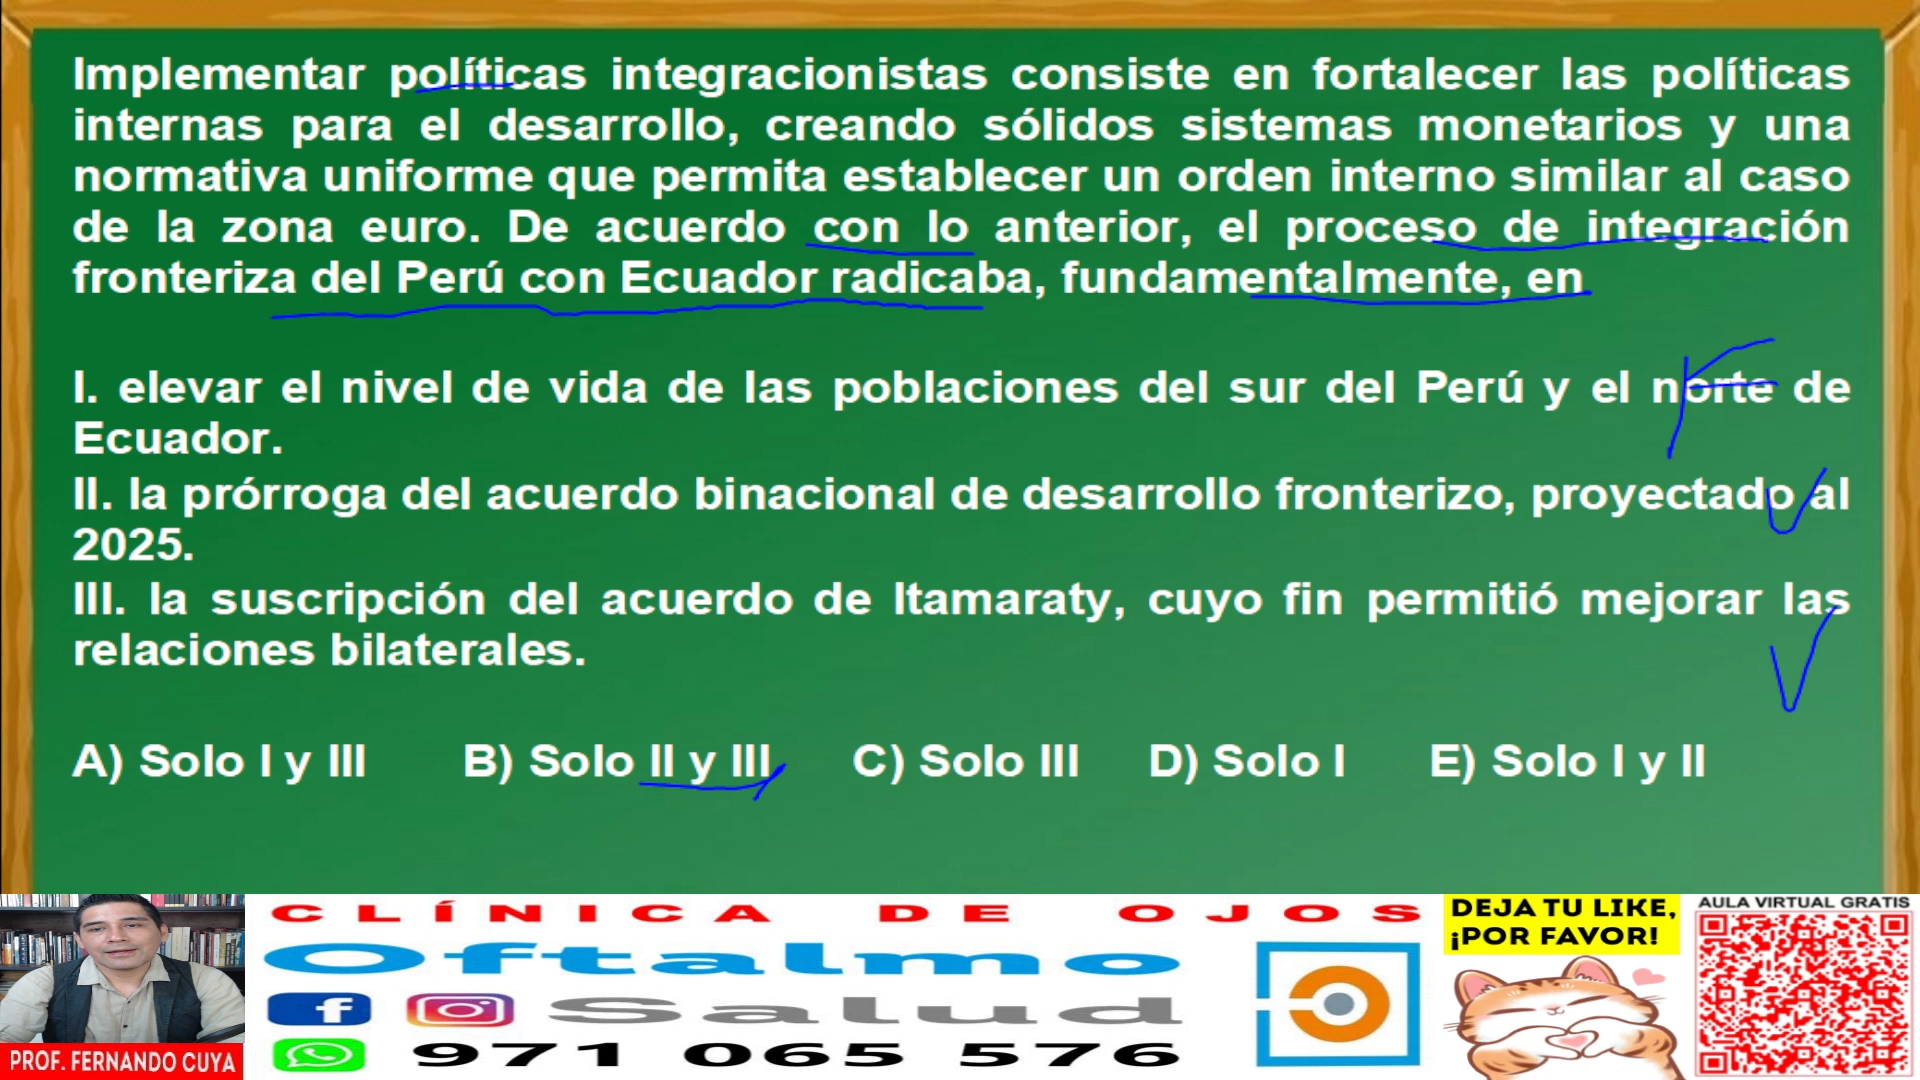 Implementar políticas integracionistas consiste en fortalecer las políticas
internas para el desarrollo, creando sólidos sistemas monetarios y una
normativa uniforme que permita establecer un orden interno similar al caso
de la zona euro. De acuerdo con lo anterior, el proceso de integración
fronteriza del Perú con Ecuador radicaba, fundamentalmente, en
I. elevar el nivel de vida de las poblaciones del sur del Perú y el norte de
Ecuador.
II. la prórroga del acuerdo binacional de desarrollo fronterizo, proyectado al
2025.
III. la suscripción del acuerdo de Itamaraty, cuyo fin permitió mejorar las
relaciones bilaterales.
A) Solo I y III B) Solo II y III C) Solo III D) Solo I E) Solo I y II
PROF. FERNANDO CUYA
CLÍNICA DE OJOS
Oftalmo
Salud
971 065 576
DEJA TU LIKE,
¡POR FAVOR!
AULA VIRTUAL GRATIS